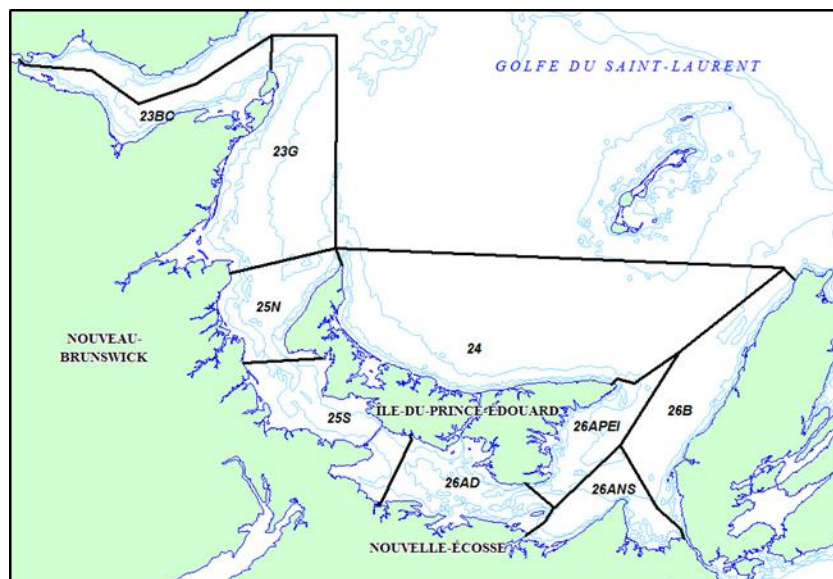 GOLFE DU SAINT-LAURENT
23BC
23G
25N
NOUVEAU-
BRUNSWICK
24
ÎLE-DU-PRINCE-ÉDOUARD
25S
26APEI
26B
26AD
26ANS
NOUVELLE-ÉCOSSE